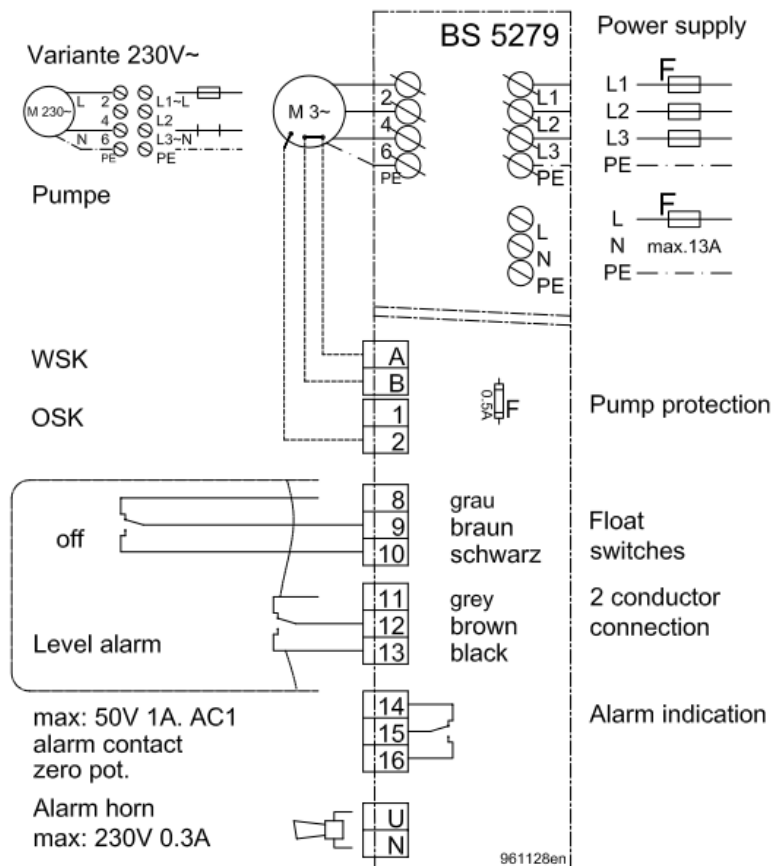 BS 5279
Power supply
Variante 230V~
M 230~
L
N
2
4
6
PE
L1~L
L2
L3~N
PE
M 3~
2
4
6
PE
L1
L2
L3
PE
F
L1
L2
L3
PE
Pumpe
L
N
PE
F
L
N max.13A
PE
WSK
A
B
OSK
1
2
0.5A
F
Pump protection
off
8 grau
9 braun
10 schwarz
Float
switches
Level alarm
11 grey
12 brown
13 black
2 conductor
connection
max: 50V 1A. AC1
alarm contact
zero pot.
14
15
16
Alarm indication
Alarm horn
max: 230V 0.3A
U
N
961128en